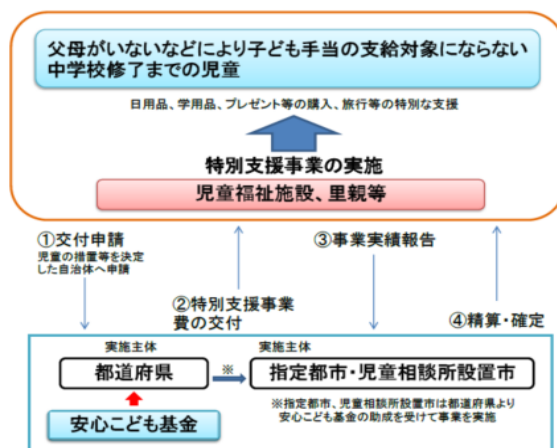 父母がいないなどにより子ども手当の支給対象にならない
中学校修了までの児童
日用品、学用品、プレゼント等の購入、旅行等の特別な支援
特別支援事業の実施
児童福祉施設、里親等
①交付申請
児童の措置等を決定
した自治体へ申請
②特別支援事業
費の交付
③事業実績報告
④精算・確定
実施主体
都道府県
※
実施主体
指定都市・児童相談所設置市
安心こども基金
※指定都市、児童相談所設置市は都道府県より
安心こども基金の助成を受けて事業を実施